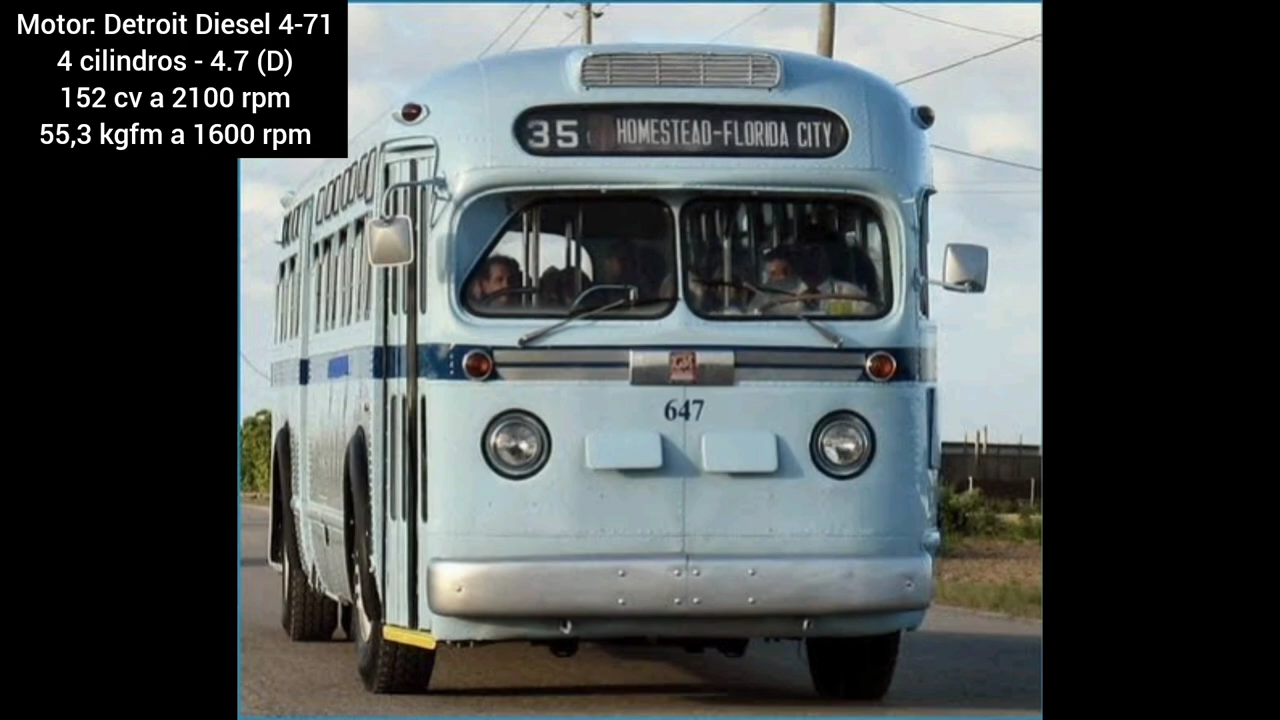 Motor: Detroit Diesel 4-71
4 cilindros - 4.7 (D)
152 cv a 2100 rpm
55,3 kgfm a 1600 rpm
35 HOMESTEAD-FLORIDA CITY
GM
647